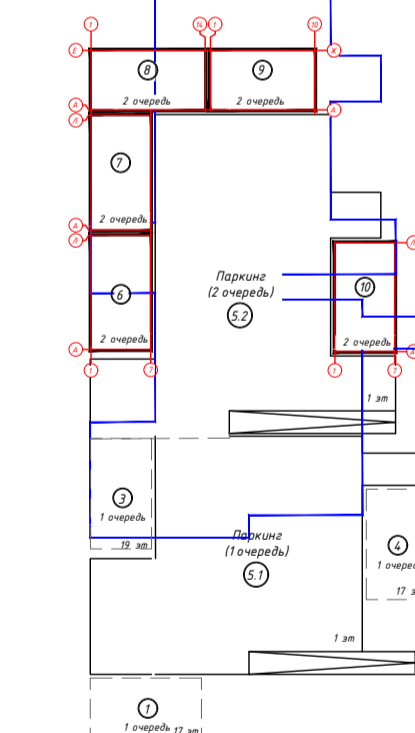 1 14 1 10
Е Ж
8 9
2 очередь 2 очередь
А А
Л
7
2 очередь
А
Л Л
6
Паркинг
(2 очередь)
10
5.2
2 очередь 2 очередь
А А
1 7 1 7
1 эт
3
1 очередь
4
Паркинг
19 эт
(1 очередь)
1 очеред
5.1
17 э
1 эт
1
1 очередь 17 эт